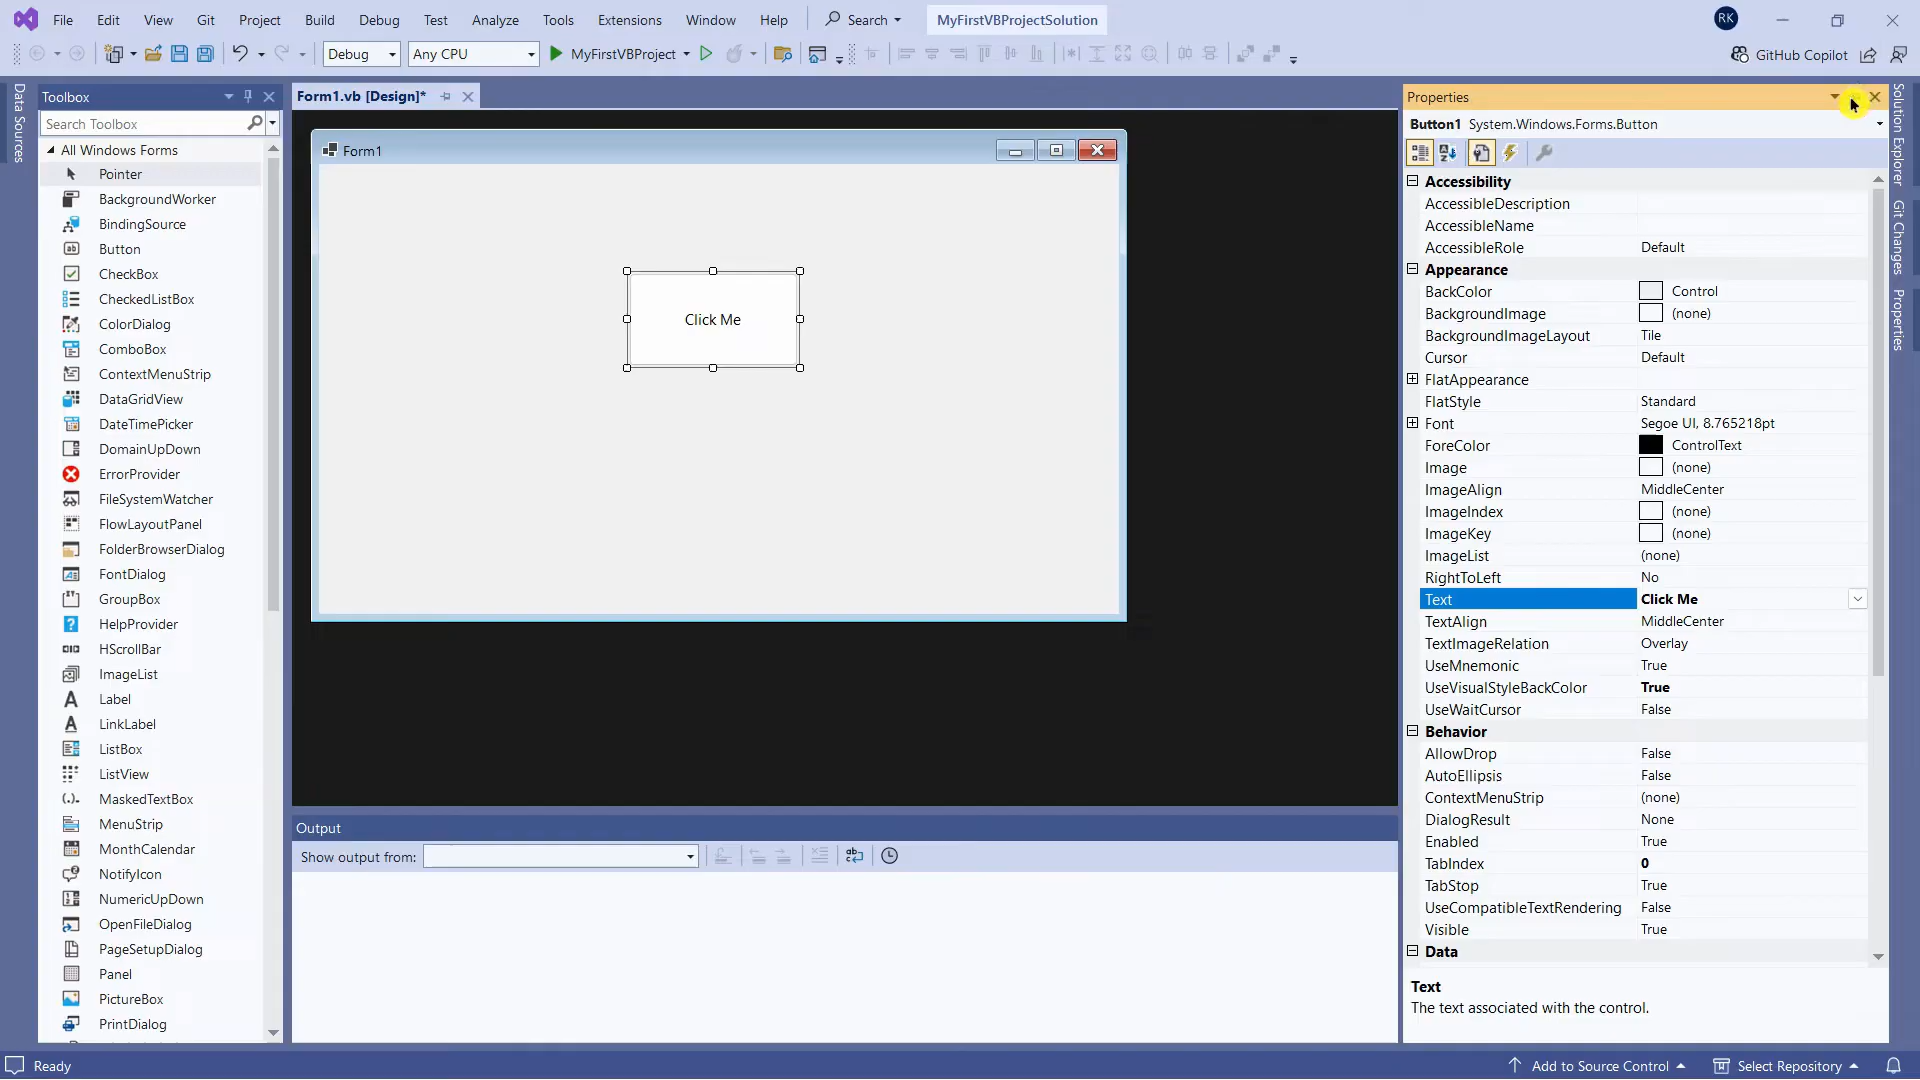 File Edit View Git Project Build Debug Test Analyze Tools Extensions Window Help Search MyFirstVBProjectSolution RK
Debug Any CPU MyFirstVBProject GitHub Copilot
Data Sources
Toolbox
Search Toolbox
All Windows Forms
Pointer
BackgroundWorker
BindingSource
Button
CheckBox
CheckedListBox
ColorDialog
ComboBox
ContextMenuStrip
DataGridView
DateTimePicker
DomainUpDown
ErrorProvider
FileSystemWatcher
FlowLayoutPanel
FolderBrowserDialog
FontDialog
GroupBox
HelpProvider
HScrollBar
ImageList
Label
LinkLabel
ListBox
ListView
MaskedTextBox
MenuStrip
MonthCalendar
NotifyIcon
NumericUpDown
OpenFileDialog
PageSetupDialog
Panel
PictureBox
PrintDialog
Form1.vb [Design]*
Form1
Click Me
Output
Show output from:
Properties
Button1 System.Windows.Forms.Button
Accessibility
AccessibleDescription
AccessibleName
AccessibleRole Default
Appearance
BackColor Control
BackgroundImage (none)
BackgroundImageLayout Tile
Cursor Default
FlatAppearance
FlatStyle Standard
Font Segoe UI, 8.765218pt
ForeColor ControlText
Image (none)
ImageAlign MiddleCenter
ImageIndex (none)
ImageKey (none)
ImageList (none)
RightToLeft No
Text Click Me
TextAlign MiddleCenter
TextImageRelation Overlay
UseMnemonic True
UseVisualStyleBackColor True
UseWaitCursor False
Behavior
AllowDrop False
AutoEllipsis False
ContextMenuStrip (none)
DialogResult None
Enabled True
TabIndex 0
TabStop True
UseCompatibleTextRendering False
Visible True
Data
Text
The text associated with the control.
Solution Explorer
Git Changes
Properties
Ready Add to Source Control Select Repository